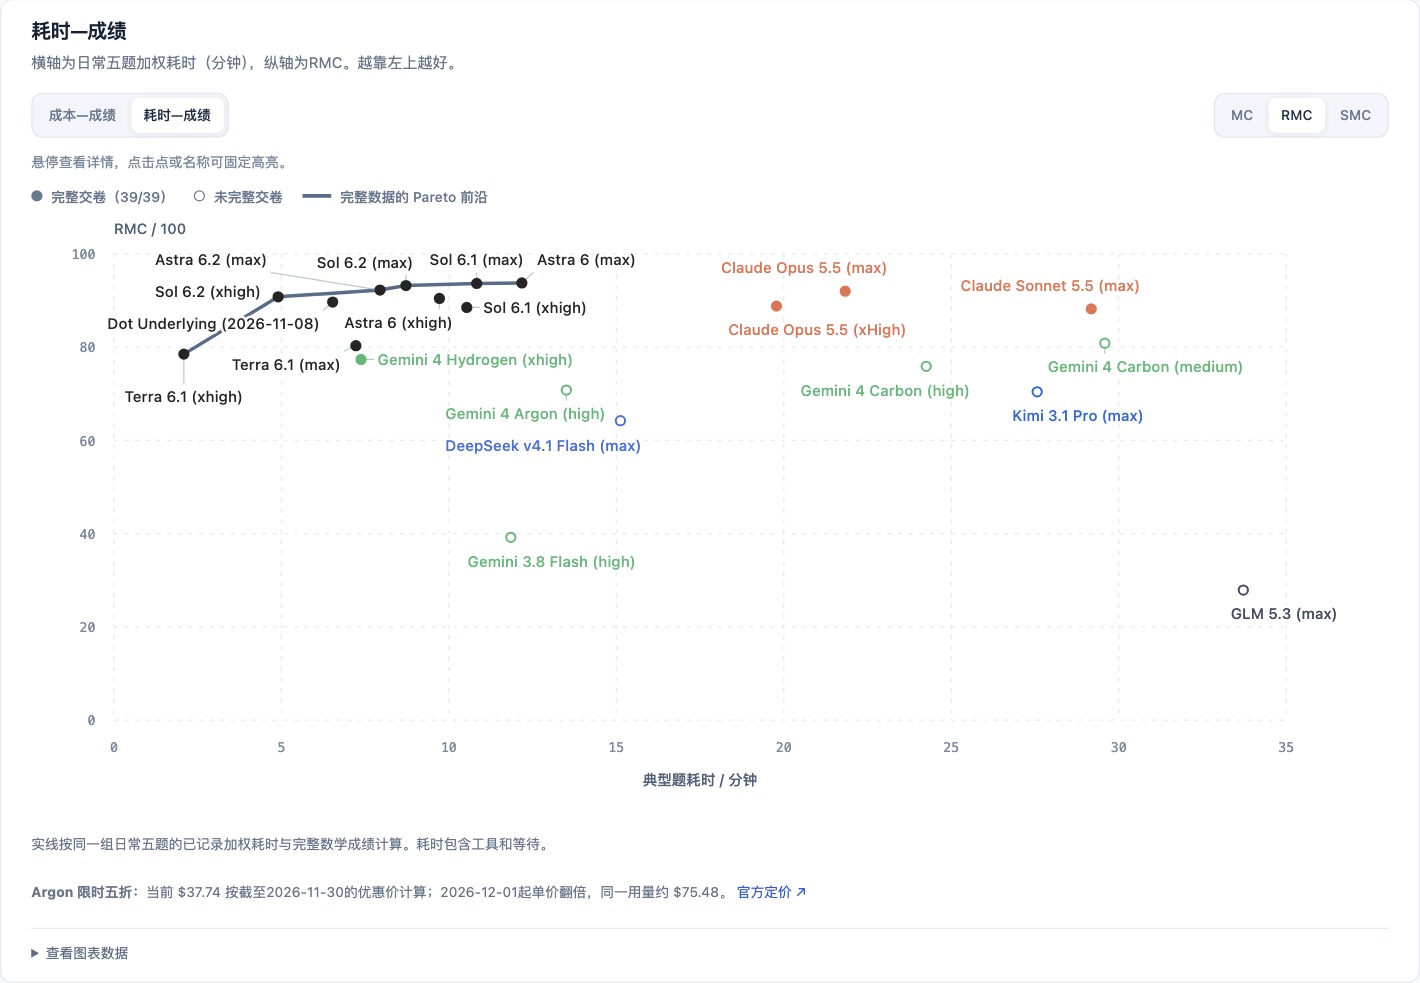 耗时—成绩
横轴为日常五题加权耗时（分钟），纵轴为RMC。越靠左上越好。
成本—成绩 耗时—成绩 MC RMC SMC
悬停查看详情，点击点或名称可固定高亮。
完整交卷（39/39） 未完整交卷 完整数据的 Pareto 前沿
RMC / 100
100
Astra 6.2 (max)
Sol 6.2 (max)
Sol 6.1 (max)
Astra 6 (max)
Claude Opus 5.5 (max)
Claude Sonnet 5.5 (max)
Sol 6.2 (xhigh)
Sol 6.1 (xhigh)
Dot Underlying (2026-11-08)
Astra 6 (xhigh)
Claude Opus 5.5 (xHigh)
80
Terra 6.1 (max)
Gemini 4 Hydrogen (xhigh)
Gemini 4 Carbon (medium)
Terra 6.1 (xhigh)
Gemini 4 Carbon (high)
Gemini 4 Argon (high)
Kimi 3.1 Pro (max)
60
DeepSeek v4.1 Flash (max)
40
Gemini 3.8 Flash (high)
GLM 5.3 (max)
20
0
0 5 10 15 20 25 30 35
典型题耗时 / 分钟
实线按同一组日常五题的已记录加权耗时与完整数学成绩计算。耗时包含工具和等待。
Argon 限时五折：当前 $37.74 按截至2026-11-30的优惠价计算；2026-12-01起单价翻倍，同一用量约 $75.48。 官方定价 ↗
▶ 查看图表数据